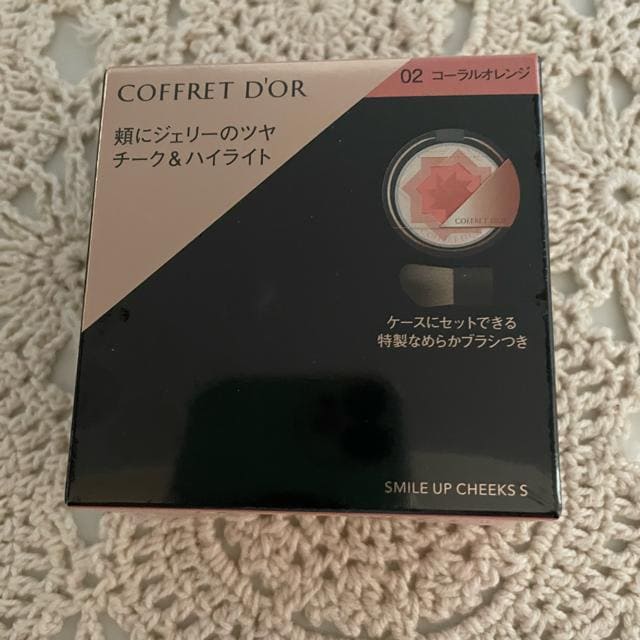 COFFRET D'OR
02 コーラルオレンジ
頬にジェリーのツヤ
チーク&ハイライト
COFFRET D'OR
ケースにセットできる
特製なめらかブラシつき
SMILE UP CHEEKS S